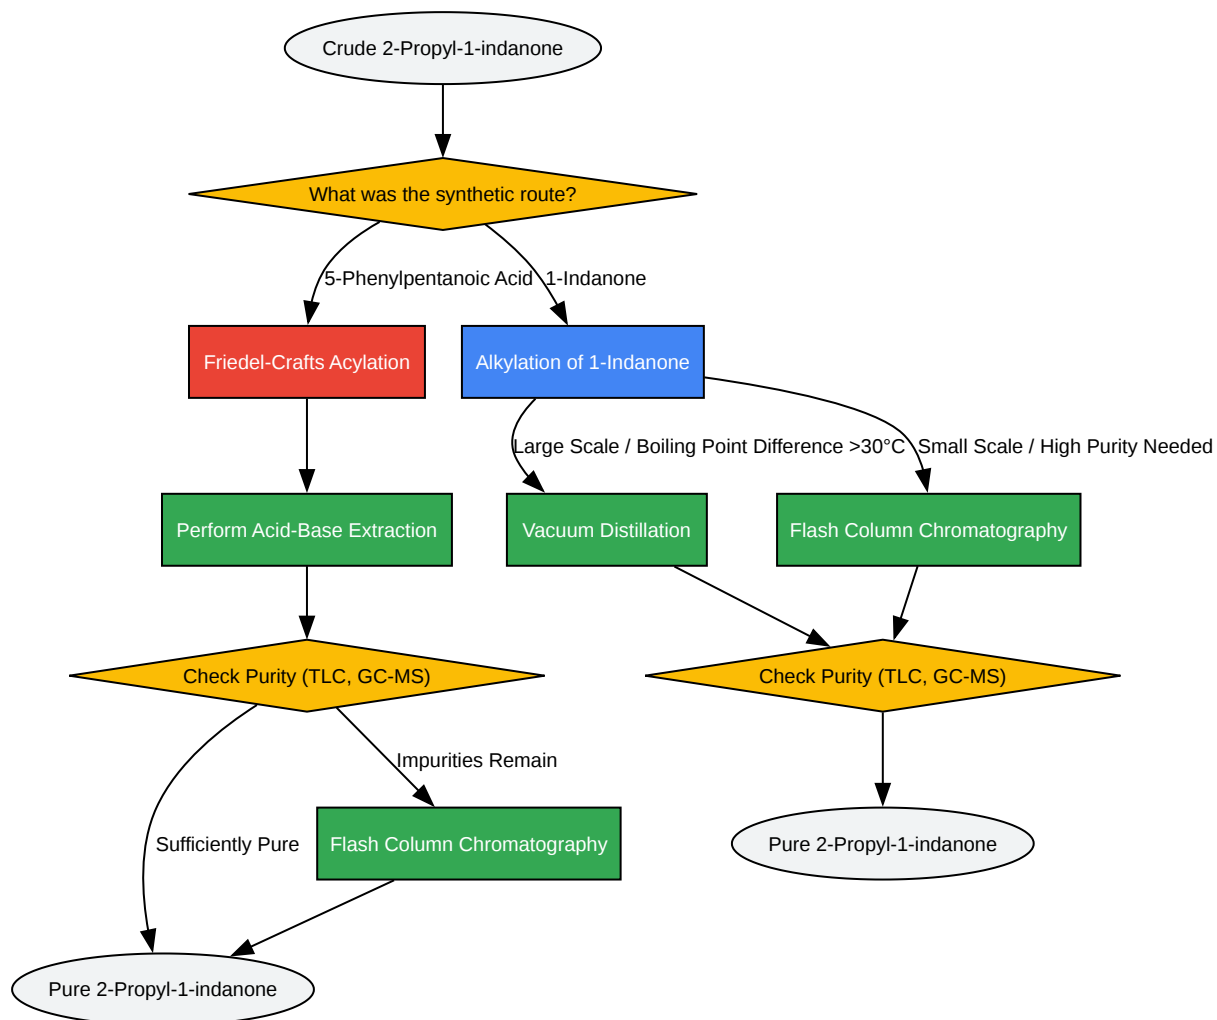 Crude 2-Propyl-1-indanone
What was the synthetic route?
5-Phenylpentanoic Acid
1-Indanone
Friedel-Crafts Acylation
Alkylation of 1-Indanone
Large Scale / Boiling Point Difference >30°C
Small Scale / High Purity Needed
Perform Acid-Base Extraction
Vacuum Distillation
Flash Column Chromatography
Check Purity (TLC, GC-MS)
Check Purity (TLC, GC-MS)
Impurities Remain
Sufficiently Pure
Flash Column Chromatography
Pure 2-Propyl-1-indanone
Pure 2-Propyl-1-indanone